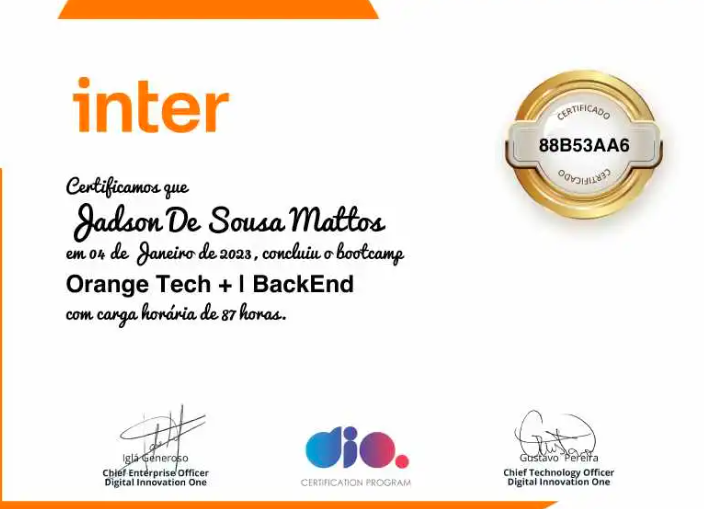 inter
CERTIFICADO
88B53AA6
CERTIFICADO
Certificamos que
Jadson De Sousa Mattos
em 04 de Janeiro de 2023, concluiu o bootcamp
Orange Tech + | BackEnd
com carga horária de 87 horas.
Iglá Generoso
Chief Enterprise Officer
Digital Innovation One
dio.
CERTIFICATION PROGRAM
Gustavo Pereira
Chief Technology Officer
Digital Innovation One